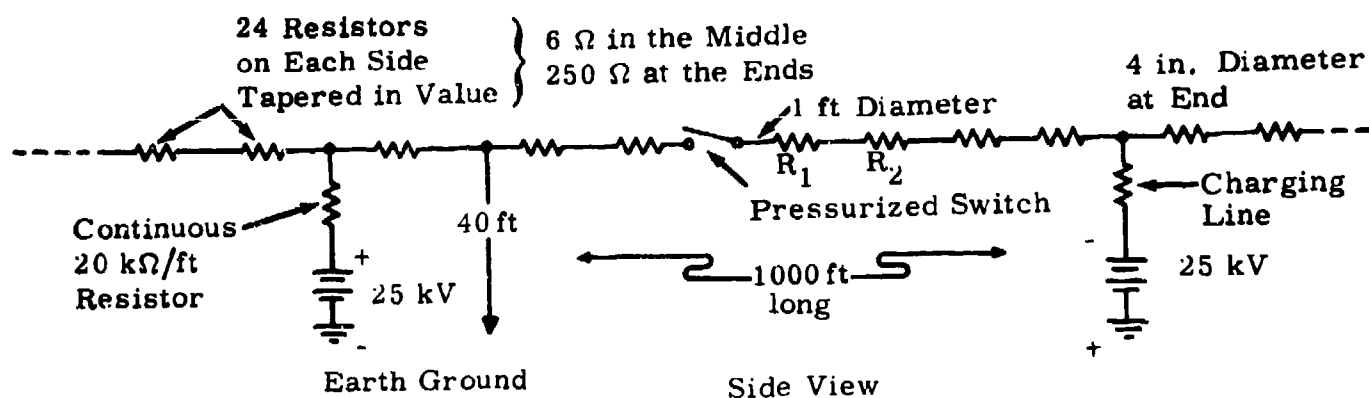 24 Resistors
on Each Side
Tapered in Value
6 Ω in the Middle
250 Ω at the Ends
4 in. Diameter
at End
1 ft Diameter
R1
R2
Pressurized Switch
Charging
Line
Continuous
20 kΩ/ft
Resistor
40 ft
+
25 kV
-
1000 ft
long
-
25 kV
+
Earth Ground
Side View